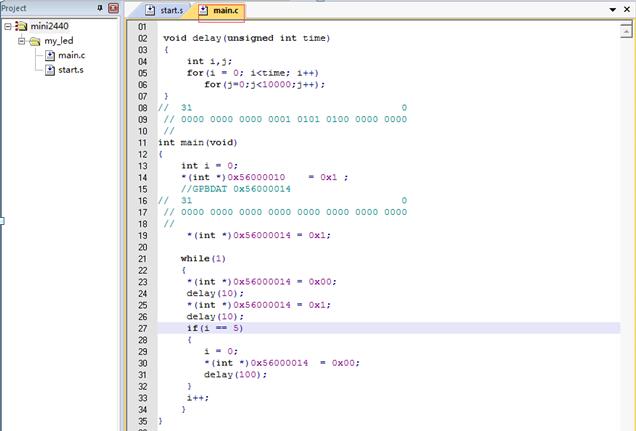 Project
mini2440
my_led
main.c
start.s
start.s main.c
01
02 void delay(unsigned int time)
03 {
04 int i,j;
05 for(i = 0; i<time; i++)
06 for(j=0;j<10000;j++);
07 }
08 // 31 0
09 // 0000 0000 0000 0001 0101 0100 0000 0000
10 //
11 int main(void)
12 {
13 int i = 0;
14 *(int *)0x56000010 = 0x1 ;
15 //GPBDAT 0x56000014
16 // 31 0
17 // 0000 0000 0000 0000 0000 0000 0000 0000
18 //
19 *(int *)0x56000014 = 0x1;
20
21 while(1)
22 {
23 *(int *)0x56000014 = 0x00;
24 delay(10);
25 *(int *)0x56000014 = 0x1;
26 delay(10);
27 if(i == 5)
28 {
29 i = 0;
30 *(int *)0x56000014 = 0x00;
31 delay(100);
32 }
33 i++;
34 }
35 }